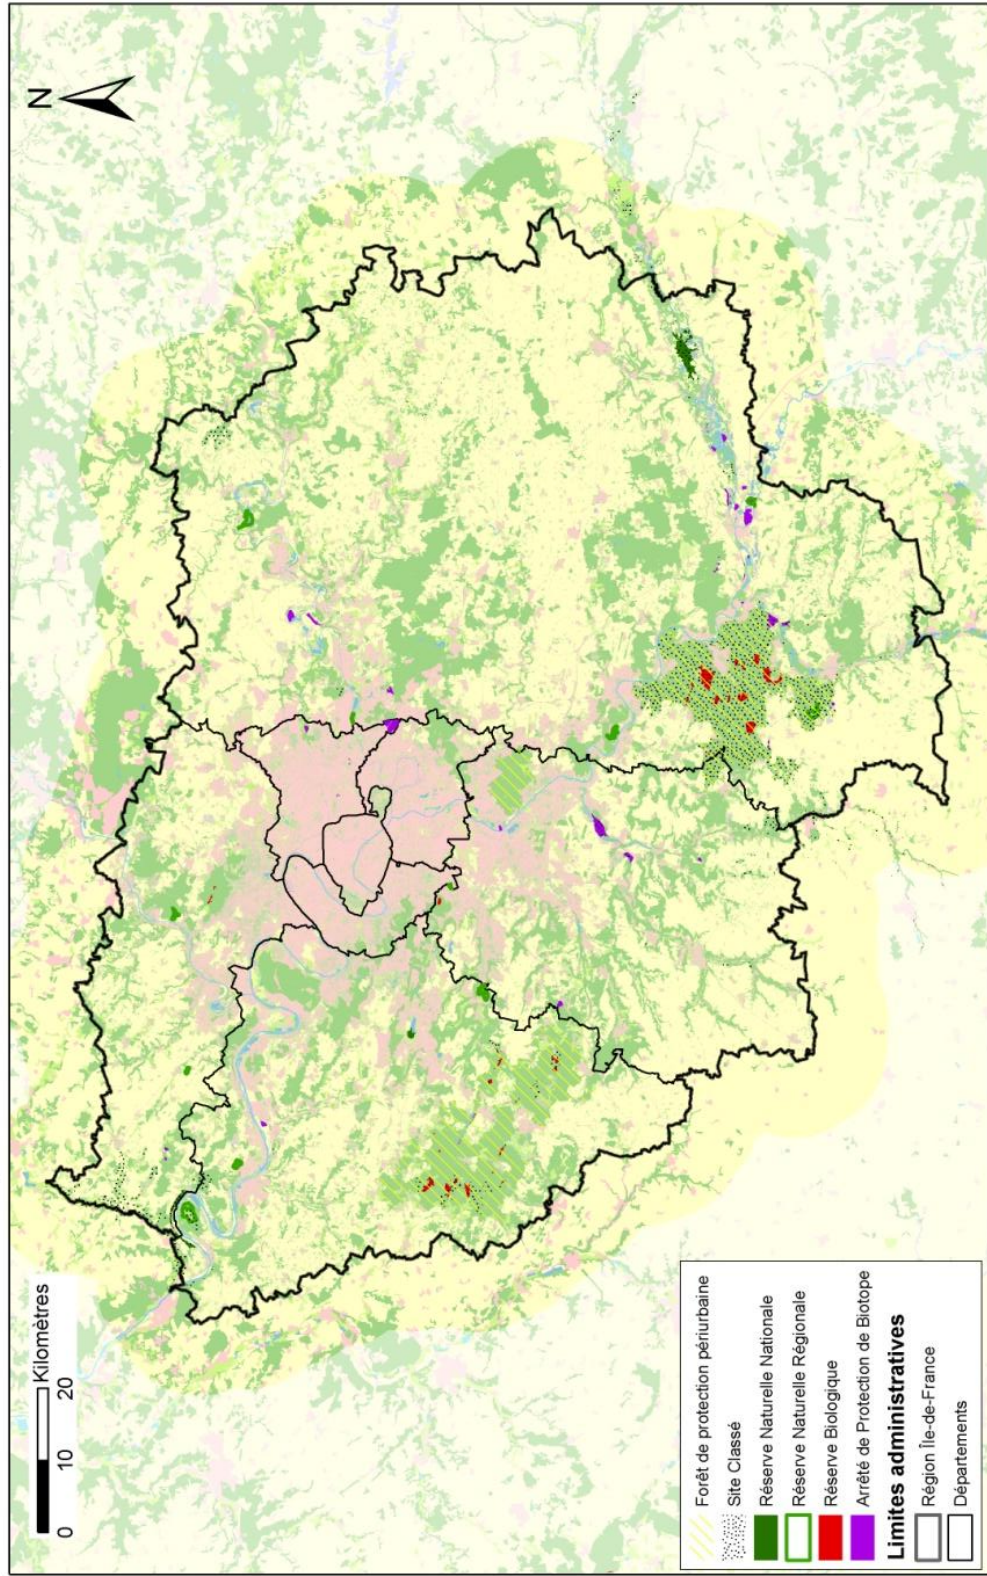 N
Kilomètres
0 10 20
Forêt de protection périurbaine
Site Classé
Réserve Naturelle Nationale
Réserve Naturelle Régionale
Réserve Biologique
Arrêté de Protection de Biotope
Limites administratives
Région Île-de-France
Départements